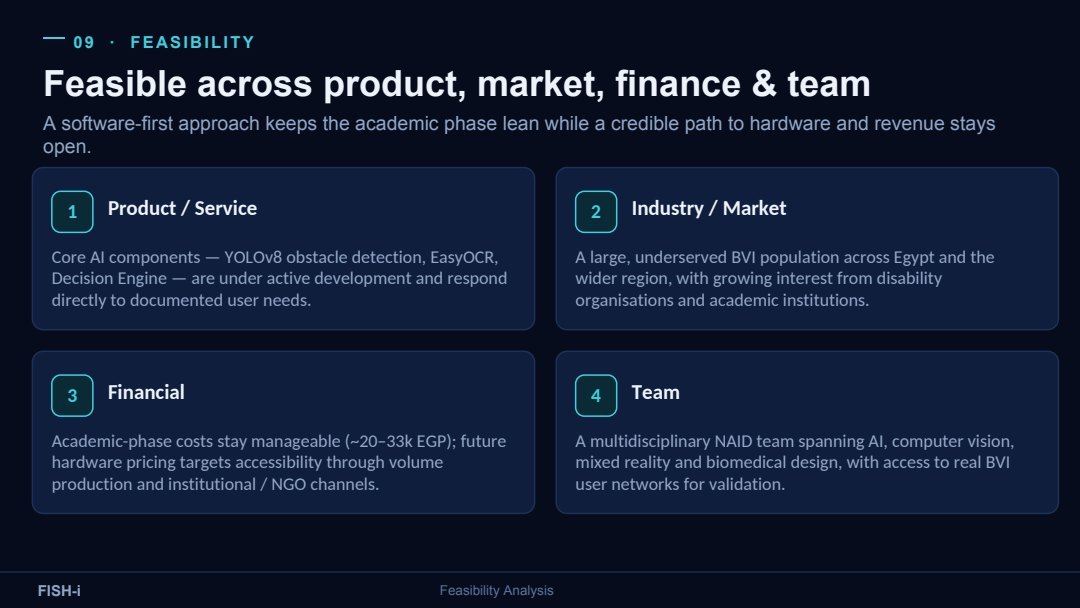 09 · FEASIBILITY
Feasible across product, market, finance & team
A software-first approach keeps the academic phase lean while a credible path to hardware and revenue stays
open.
1 Product / Service
Core AI components — YOLOv8 obstacle detection, EasyOCR,
Decision Engine — are under active development and respond
directly to documented user needs.
2 Industry / Market
A large, underserved BVI population across Egypt and the
wider region, with growing interest from disability
organisations and academic institutions.
3 Financial
Academic-phase costs stay manageable (~20–33k EGP); future
hardware pricing targets accessibility through volume
production and institutional / NGO channels.
4 Team
A multidisciplinary NAID team spanning AI, computer vision,
mixed reality and biomedical design, with access to real BVI
user networks for validation.
FISH-i
Feasibility Analysis